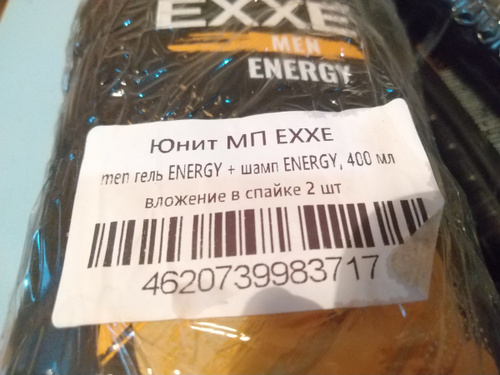 EXXE
MEN
ENERGY
Юнит МП EXXE
men гель ENERGY + шамп ENERGY, 400 мл
вложение в спайке 2 шт
4620739983717